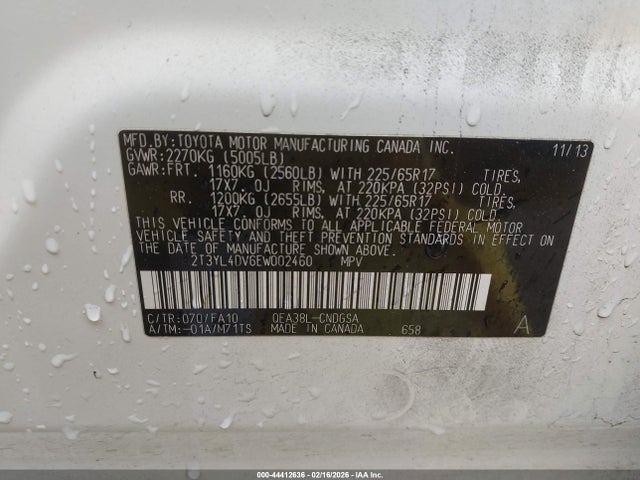 MFD.BY:TOYOTA MOTOR MANUFACTURING CANADA INC. 11/13
GVWR:2270KG (5005LB)
GAWR:FRT. 1160KG (2560LB) WITH 225/65R17 TIRES,
17X7.0J RIMS, AT 220KPA (32PSI) COLD.
RR. 1200KG (2655LB) WITH 225/65R17 TIRES,
17X7.0J RIMS, AT 220KPA (32PSI) COLD.
THIS VEHICLE CONFORMS TO ALL APPLICABLE FEDERAL MOTOR
VEHICLE SAFETY AND THEFT PREVENTION STANDARDS IN EFFECT ON
THE DATE OF MANUFACTURE SHOWN ABOVE.
2T3YL4DV6EW002460 MPV
C/TR:070/FA10 0EA38L-CNDGSA
A/TM:-01A/M71TS MADE IN CANADA 658 A
000-44412636 - 02/16/2026 - IAA Inc.